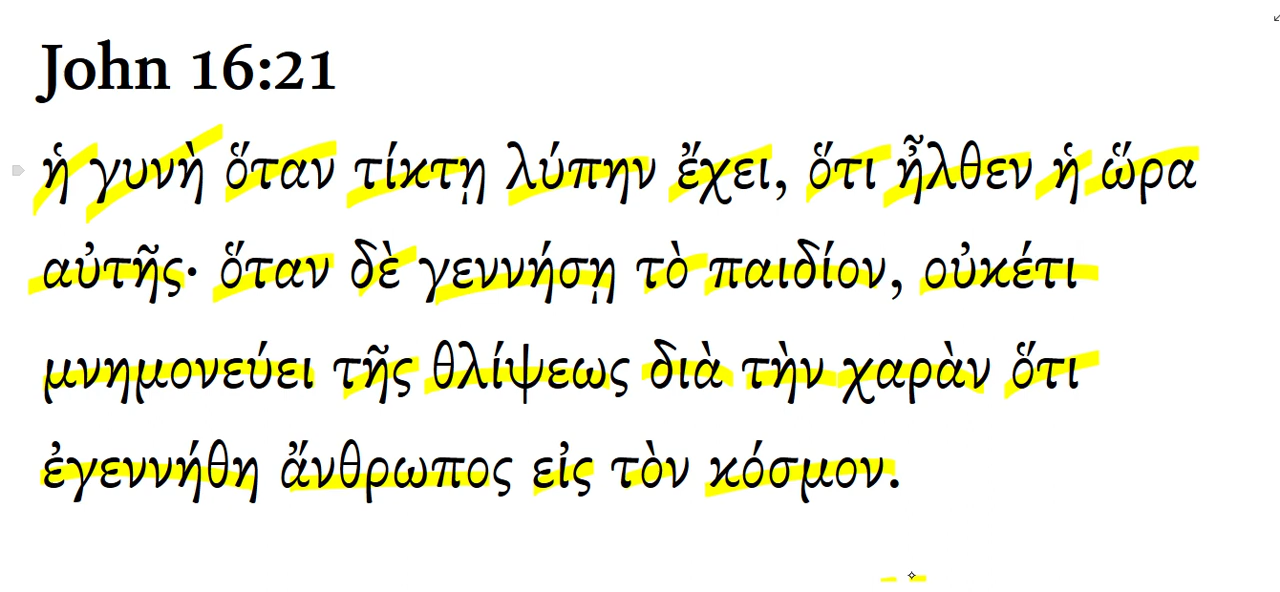 John 16:21
ἡ γυνὴ ὅταν τίκτῃ λύπην ἔχει, ὅτι ἦλθεν ἡ ὥρα
αὐτῆς· ὅταν δὲ γεννήσῃ τὸ παιδίον, οὐκέτι
μνημονεύει τῆς θλίψεως διὰ τὴν χαρὰν ὅτι
ἐγεννήθη ἄνθρωπος εἰς τὸν κόσμον.